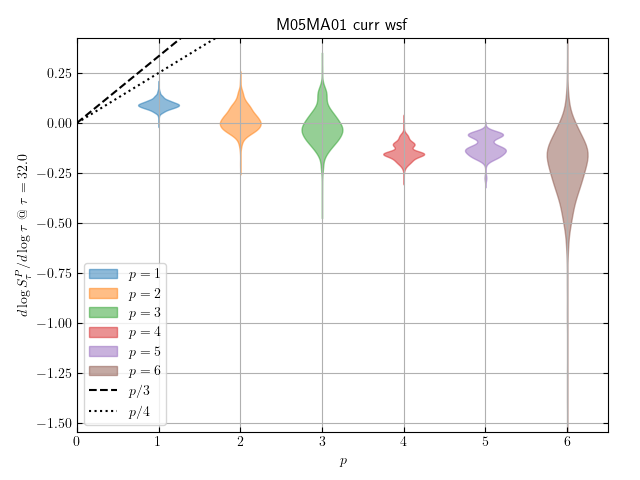 M05MA01 curr wsf
d log S_τ^P / d log τ @ τ = 32.0
0.25
0.00
−0.25
−0.50
−0.75
−1.00
−1.25
−1.50
p = 1
p = 2
p = 3
p = 4
p = 5
p = 6
p/3
p/4
0 1 2 3 4 5 6
p